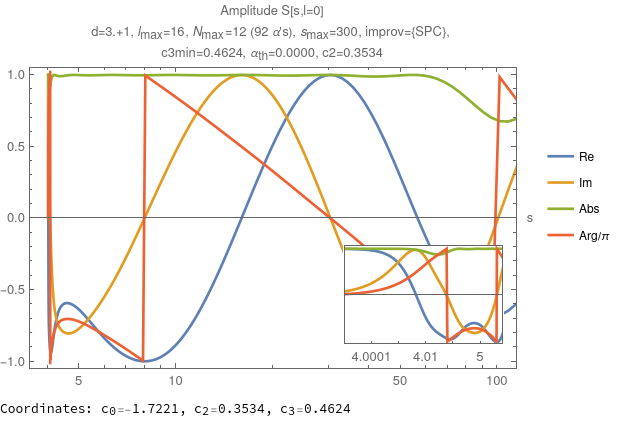 Amplitude S[s,l=0]
d=3.+1, lmax=16, Nmax=12 (92 α's), smax=300, improv={SPC},
c3min=0.4624, αth=0.0000, c2=0.3534
1.0
0.5
0.0
-0.5
-1.0
s
5
10
50
100
4.0001
4.01
5
Re
Im
Abs
Arg/π
Coordinates: c0=-1.7221, c2=0.3534, c3=0.4624